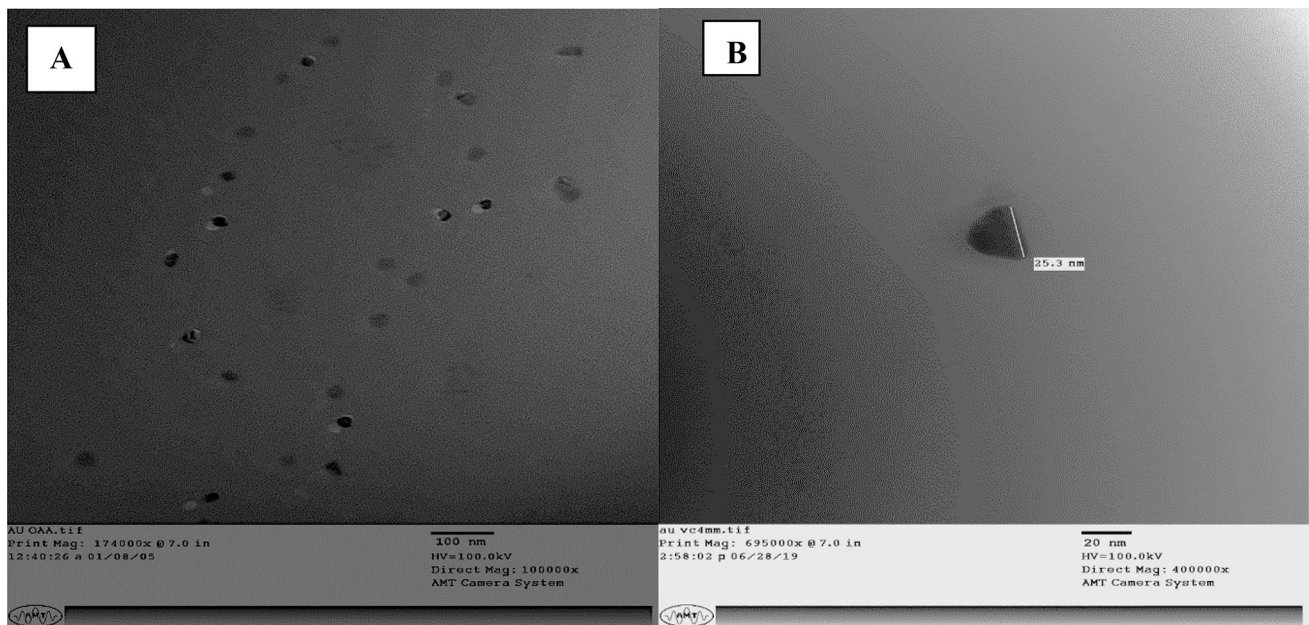 A
AU OAA.tif
Print Mag: 174000x @ 7.0 in
12:40:26 a 01/08/05
100 nm
HV=100.0kV
Direct Mag: 100000x
AMT Camera System
AMT
B
25.3 nm
au vc4mm.tif
Print Mag: 695000x @ 7.0 in
2:58:02 p 06/28/19
20 nm
HV=100.0kV
Direct Mag: 400000x
AMT Camera System
AMT